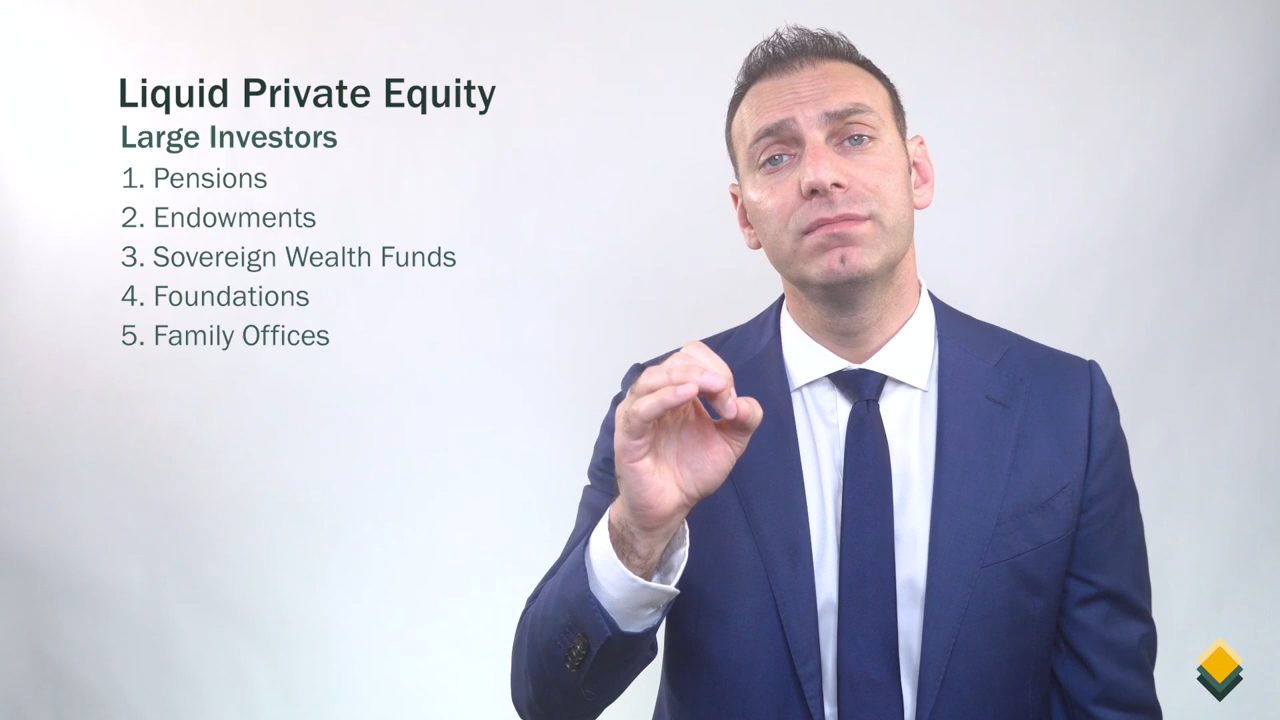 Liquid Private Equity
Large Investors
1. Pensions
2. Endowments
3. Sovereign Wealth Funds
4. Foundations
5. Family Offices